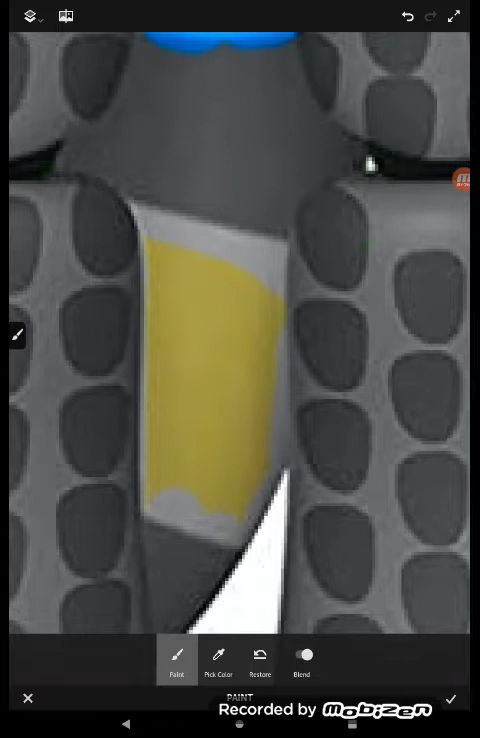 Paint
Pick Color
Restore
Blend
PAINT
Recorded by Mobizen